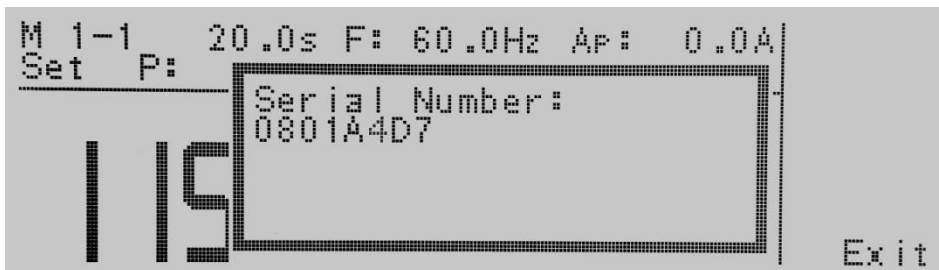 M 1-1 20.0s F: 60.0Hz Ap: 0.0A
Set P:
Serial Number:
0801A4D7
115
Exit